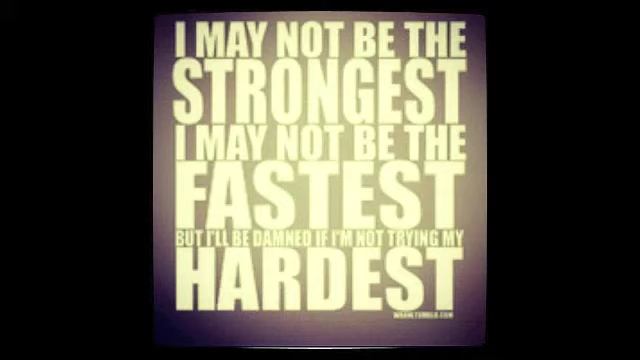 I MAY NOT BE THE
STRONGEST
I MAY NOT BE THE
FASTEST
BUT I'LL BE DAMNED IF I'M NOT TRYING MY
HARDEST